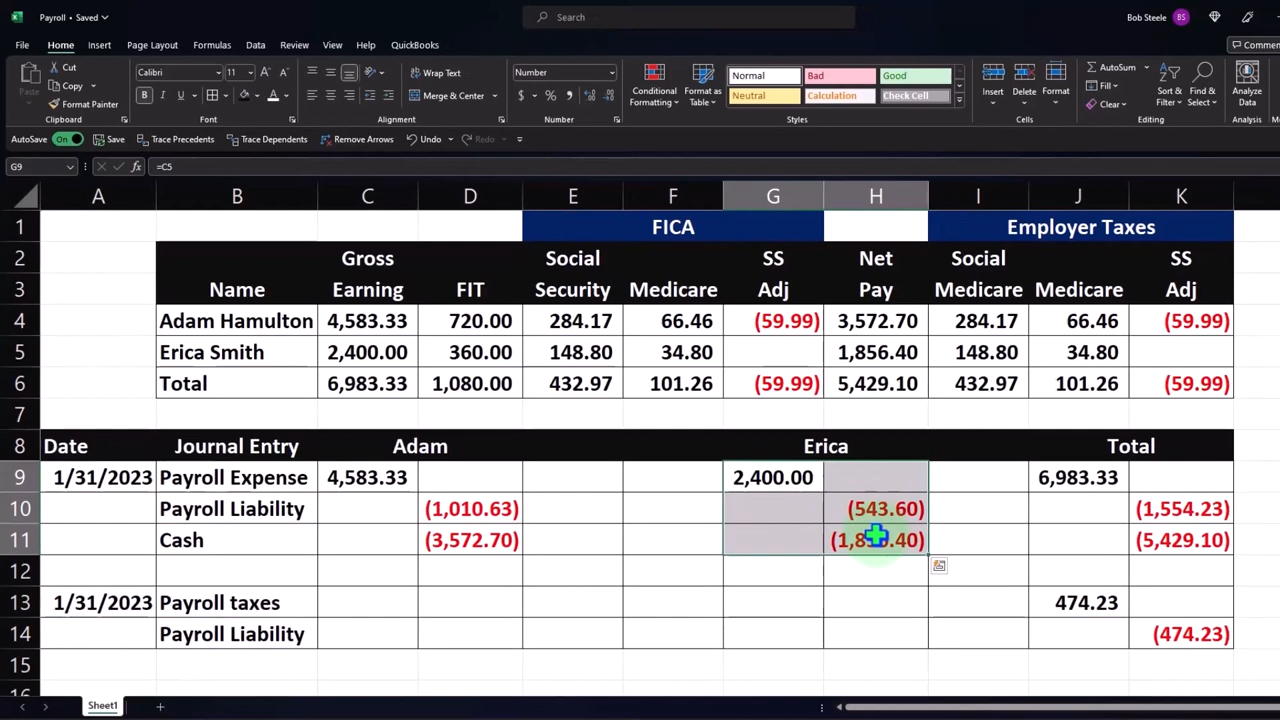 Payroll • Saved
Search
Bob Steele BS
File Home Insert Page Layout Formulas Data Review View Help QuickBooks
Commen
Cut
Copy
Format Painter
Paste
Clipboard
Calibri 11
B I U
Font
Wrap Text
Merge & Center
Alignment
Number
$ % 9
Number
Conditional Formatting
Format as Table
Normal Bad Good
Neutral Calculation Check Cell
Styles
Insert Delete Format
Cells
AutoSum
Fill
Clear
Sort & Filter
Find & Select
Editing
Analyze Data
Analysis
AutoSave On Save Trace Precedents Trace Dependents Remove Arrows Undo Redo
G9 fx =C5
A B C D E F G H I J K
1 FICA Employer Taxes
2 Gross Social SS Net Social SS
3 Name Earning FIT Security Medicare Adj Pay Medicare Medicare Adj
4 Adam Hamulton 4,583.33 720.00 284.17 66.46 (59.99) 3,572.70 284.17 66.46 (59.99)
5 Erica Smith 2,400.00 360.00 148.80 34.80 1,856.40 148.80 34.80
6 Total 6,983.33 1,080.00 432.97 101.26 (59.99) 5,429.10 432.97 101.26 (59.99)
7
8 Date Journal Entry Adam Erica Total
9 1/31/2023 Payroll Expense 4,583.33 2,400.00 6,983.33
10 Payroll Liability (1,010.63) (543.60) (1,554.23)
11 Cash (3,572.70) (5,429.10)
12
13 1/31/2023 Payroll taxes 474.23
14 Payroll Liability (474.23)
15
Sheet1